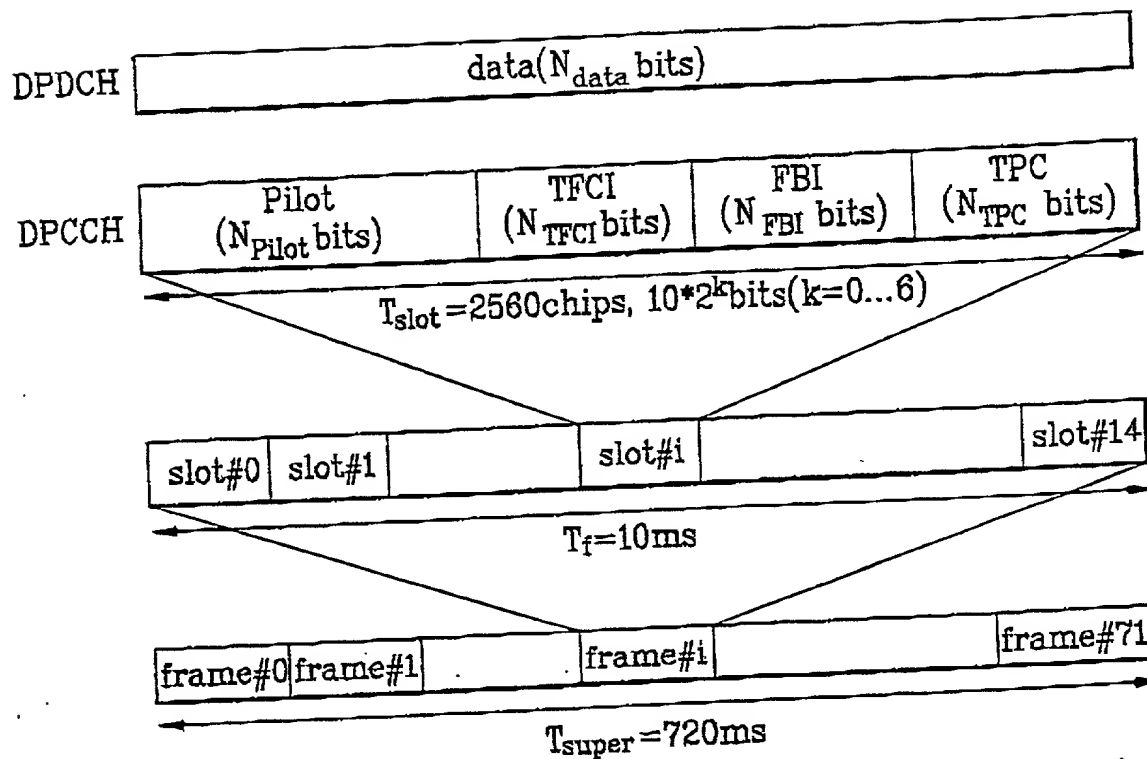 DPDCH
data(N_data bits)
DPCCH
Pilot
(N_Pilot bits)
TFCI
(N_TFCI bits)
FBI
(N_FBI bits)
TPC
(N_TPC bits)
T_slot=2560chips, 10*2^k bits(k=0...6)
slot#0 slot#1 slot#i slot#14
T_f=10ms
frame#0 frame#1 frame#i frame#71
T_super=720ms